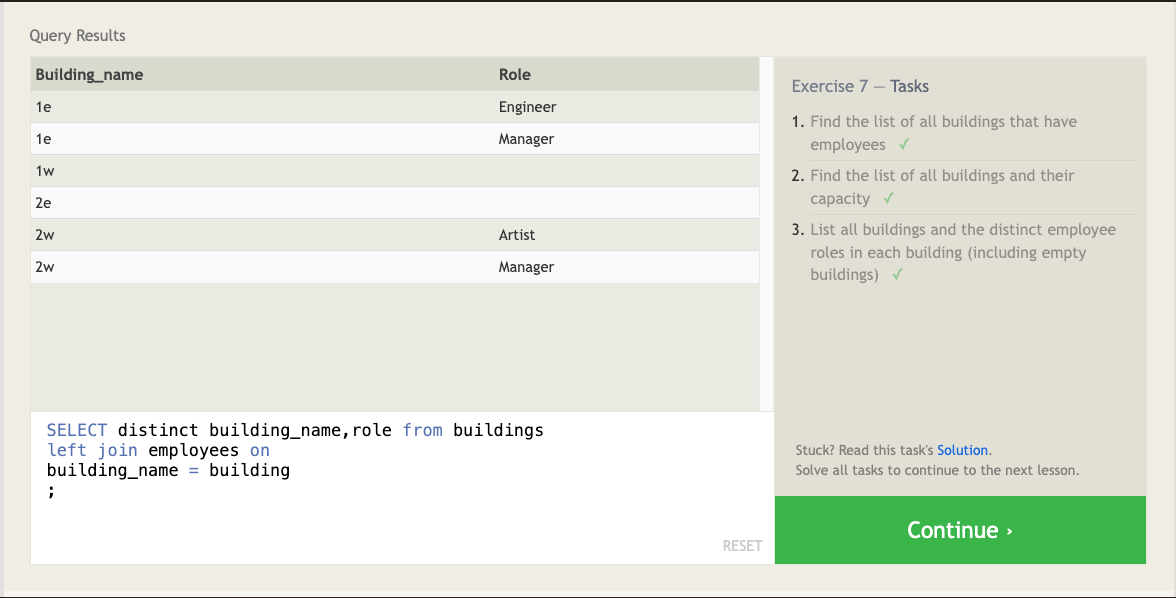 Query Results
Building_name Role
1e Engineer
1e Manager
1w
2e
2w Artist
2w Manager
SELECT distinct building_name,role from buildings
left join employees on
building_name = building
;
RESET
Exercise 7 — Tasks
1. Find the list of all buildings that have
employees ✓
2. Find the list of all buildings and their
capacity ✓
3. List all buildings and the distinct employee
roles in each building (including empty
buildings) ✓
Stuck? Read this task's Solution.
Solve all tasks to continue to the next lesson.
Continue ›